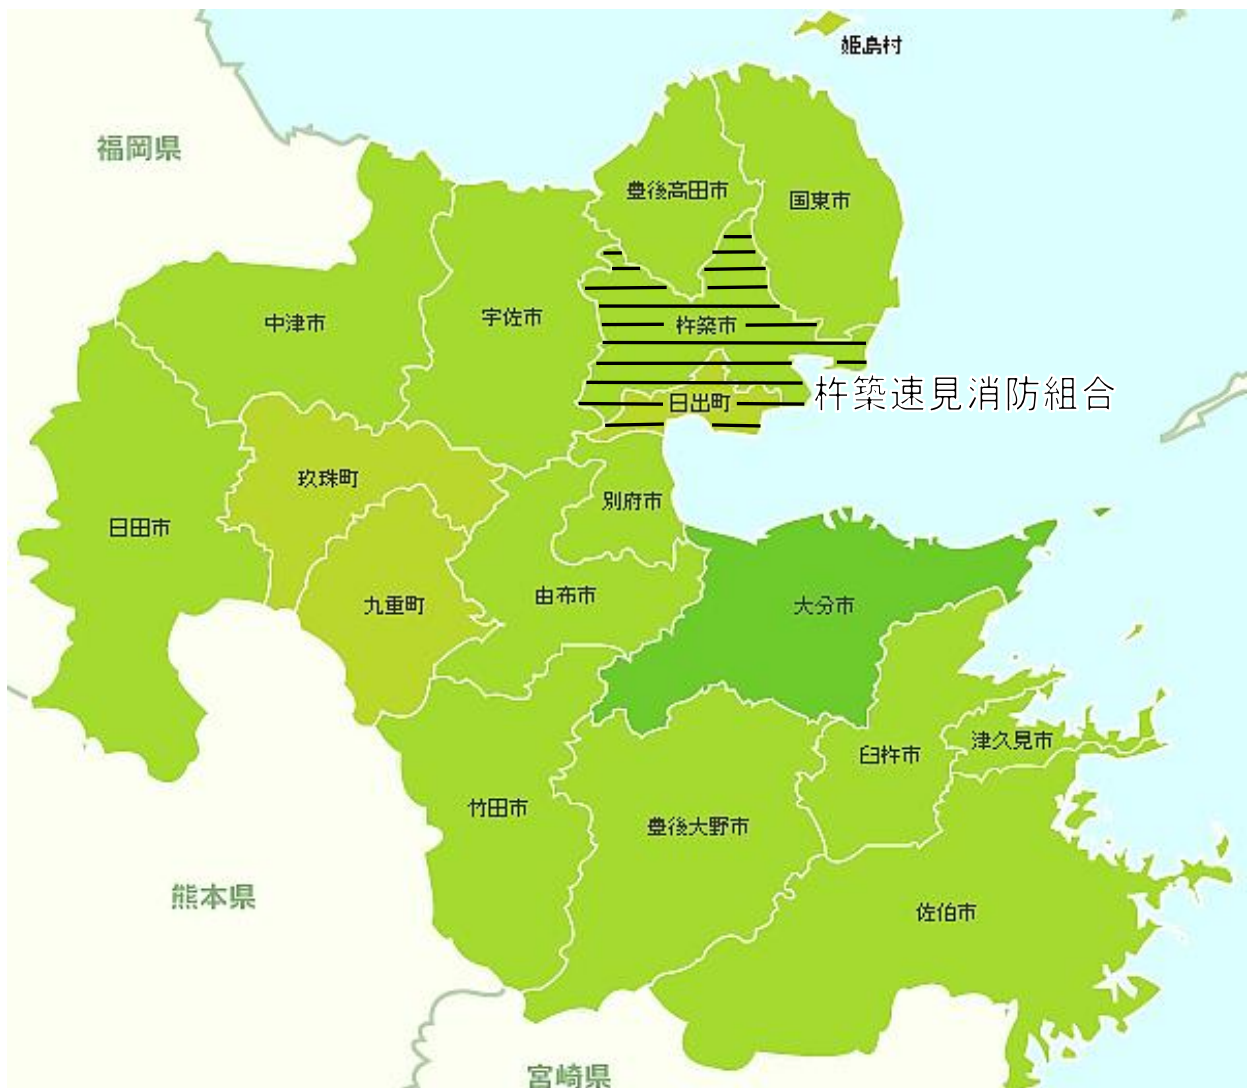 姫島村
福岡県
豊後高田市
国東市
中津市
宇佐市
杵築市
杵築速見消防組合
日出町
玖珠町
別府市
日田市
九重町
由布市
大分市
津久見市
臼杵市
竹田市
豊後大野市
熊本県
佐伯市
宮崎県